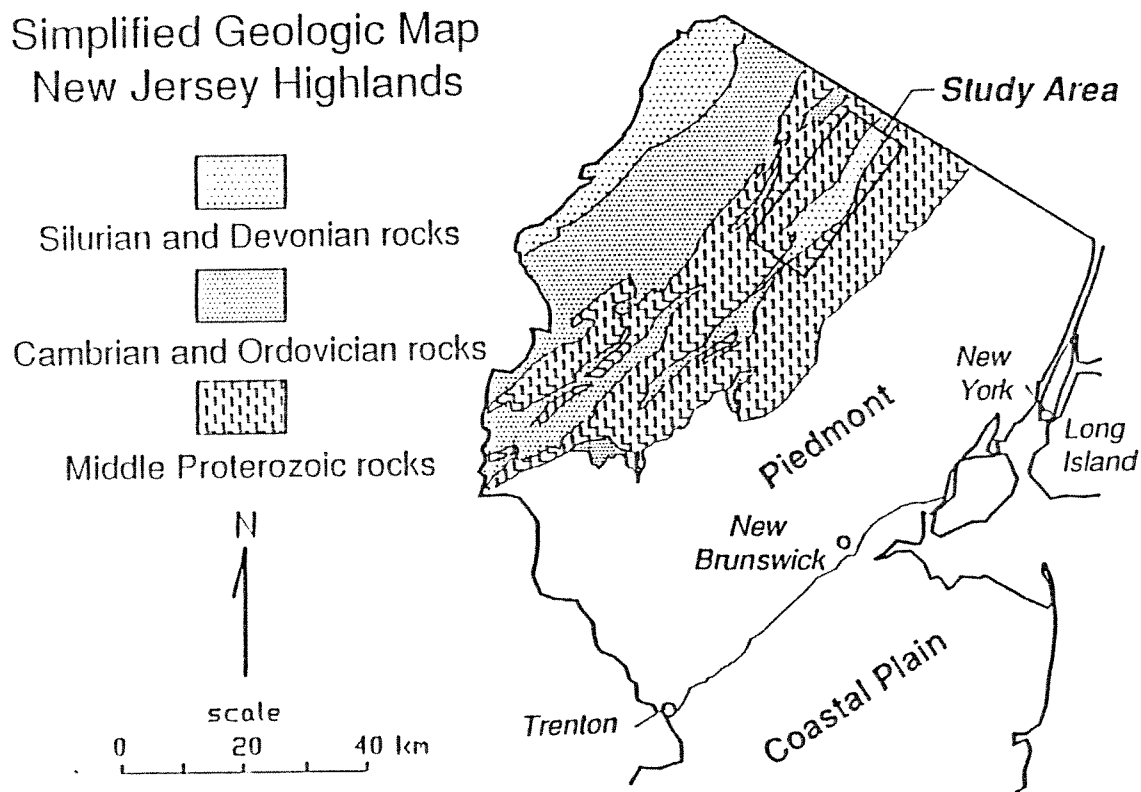 Simplified Geologic Map
New Jersey Highlands
Silurian and Devonian rocks
Cambrian and Ordovician rocks
Middle Proterozoic rocks
N
scale
0 20 40 km
Study Area
Piedmont
New
York
Long
Island
New
Brunswick
Trenton
Coastal Plain